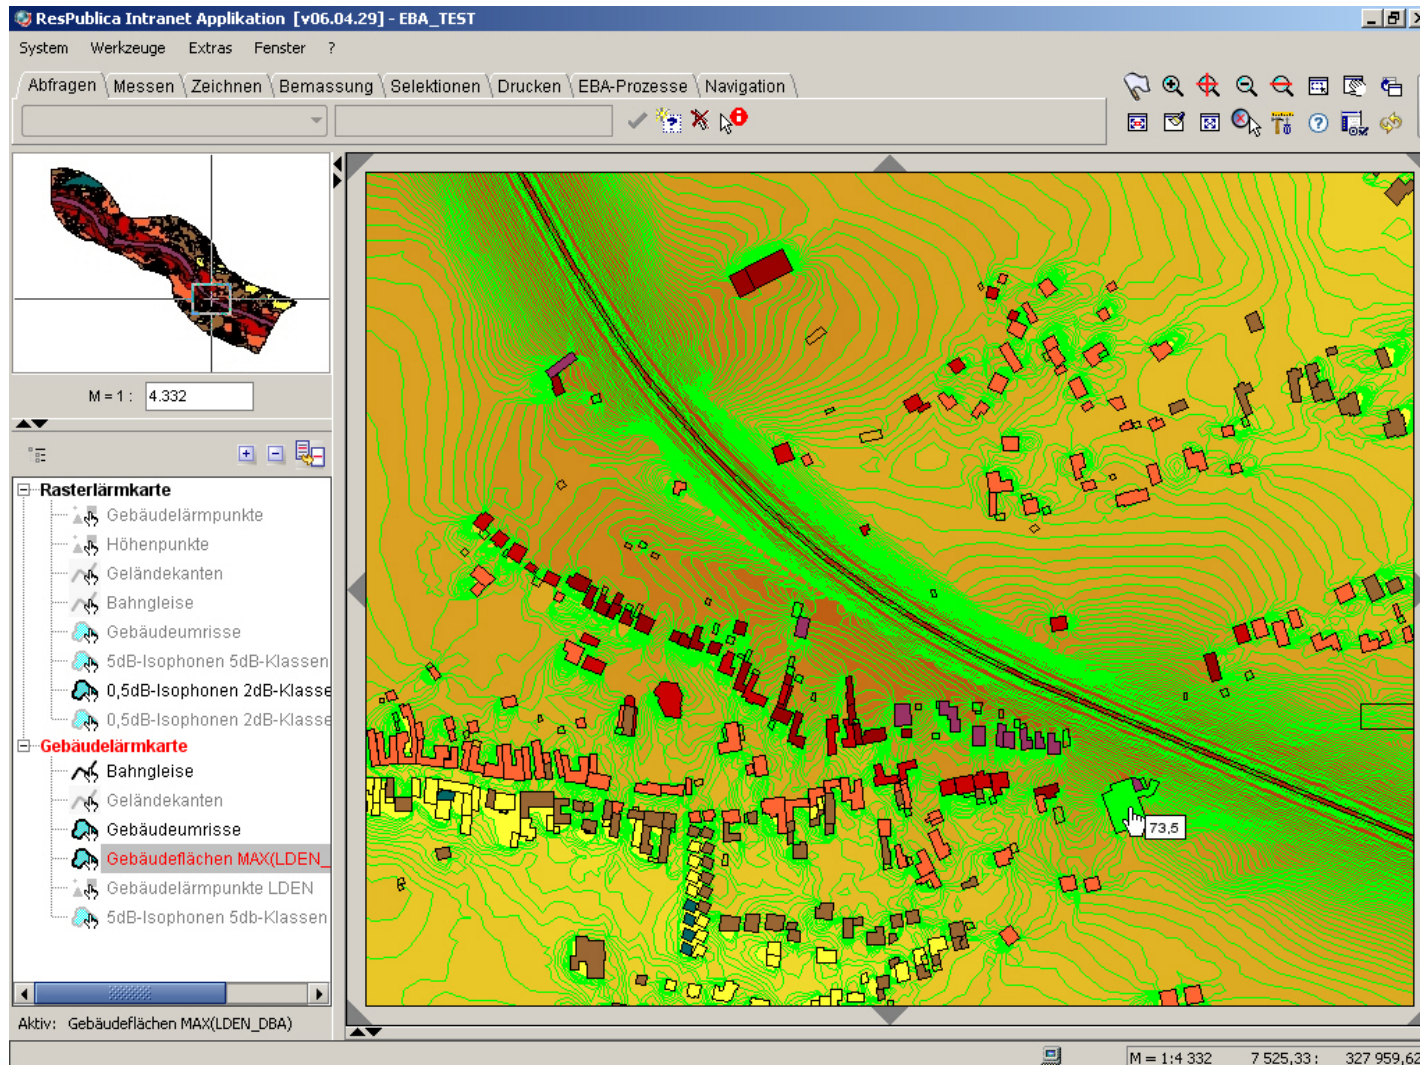 ResPublica Intranet Applikation [v06.04.29] - EBA_TEST
System Werkzeuge Extras Fenster ?
Abfragen Messen Zeichnen Bemassung Selektionen Drucken EBA-Prozesse Navigation
M = 1 : 4.332
Rasterlärmkarte
Gebäudelärmpunkte
Höhenpunkte
Geländekanten
Bahngleise
Gebäudeumrisse
5dB-Isophonen 5dB-Klassen
0,5dB-Isophonen 2dB-Klasse
0,5dB-Isophonen 2dB-Klasse
Gebäudelärmkarte
Bahngleise
Geländekanten
Gebäudeumrisse
Gebäudeflächen MAX(LDEN_
Gebäudelärmpunkte LDEN
5dB-Isophonen 5db-Klassen
73,5
Aktiv: Gebäudeflächen MAX(LDEN_DBA)
M = 1:4 332 7 525,33 : 327 959,62